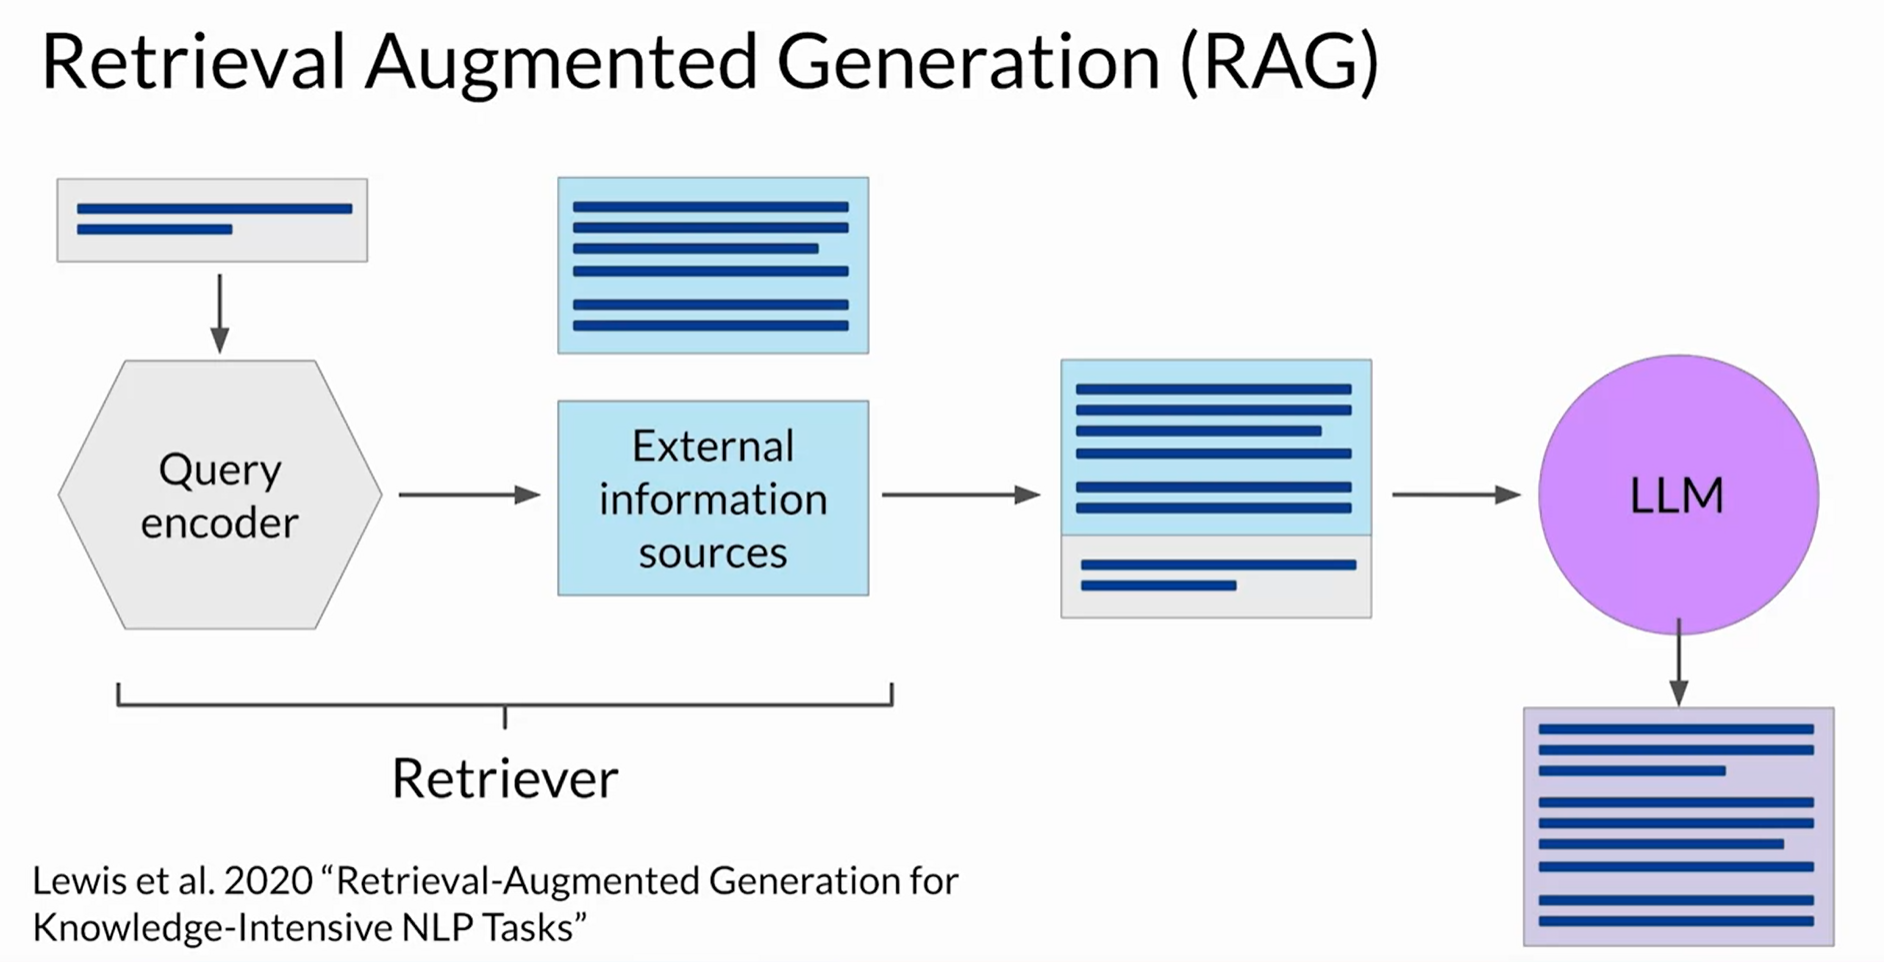 Retrieval Augmented Generation (RAG)
Query
encoder
External
information
sources
LLM
Retriever
Lewis et al. 2020 “Retrieval-Augmented Generation for
Knowledge-Intensive NLP Tasks”